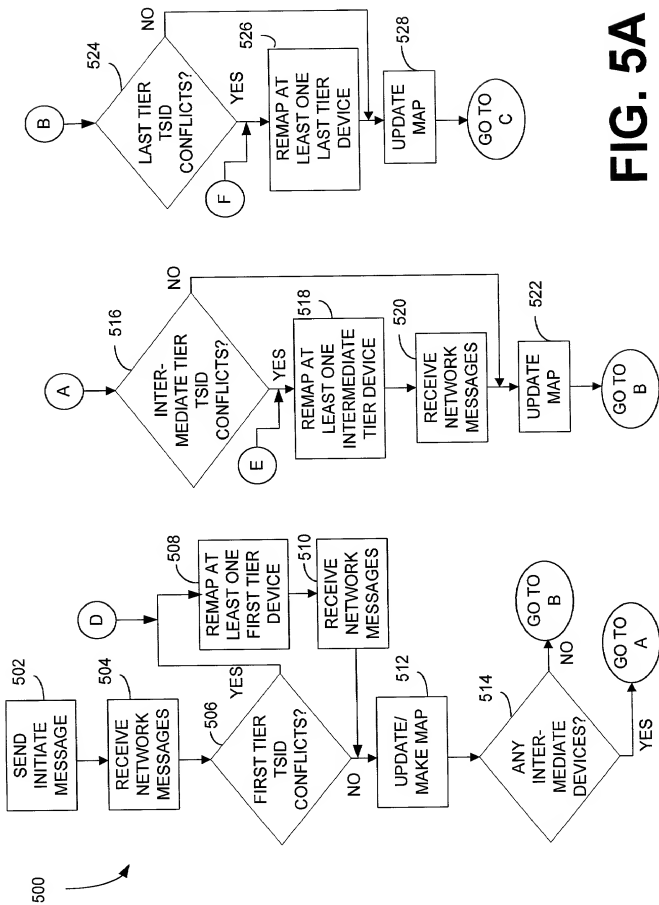 500
502
SEND
INITIATE
MESSAGE
504
RECEIVE
NETWORK
MESSAGES
506
FIRST TIER
TSID
CONFLICTS?
YES
NO
D
508
REMAP AT
LEAST ONE
FIRST TIER
DEVICE
510
RECEIVE
NETWORK
MESSAGES
512
UPDATE/
MAKE MAP
514
ANY
INTER-
MEDIATE
DEVICES?
NO
GO TO
B
YES
GO TO
A
A
516
INTER-
MEDIATE TIER
TSID
CONFLICTS?
NO
YES
E
518
REMAP AT
LEAST ONE
INTERMEDIATE
TIER DEVICE
520
RECEIVE
NETWORK
MESSAGES
522
UPDATE
MAP
GO TO
B
B
524
LAST TIER
TSID
CONFLICTS?
NO
YES
F
526
REMAP AT
LEAST ONE
LAST TIER
DEVICE
528
UPDATE
MAP
GO TO
C
FIG. 5A